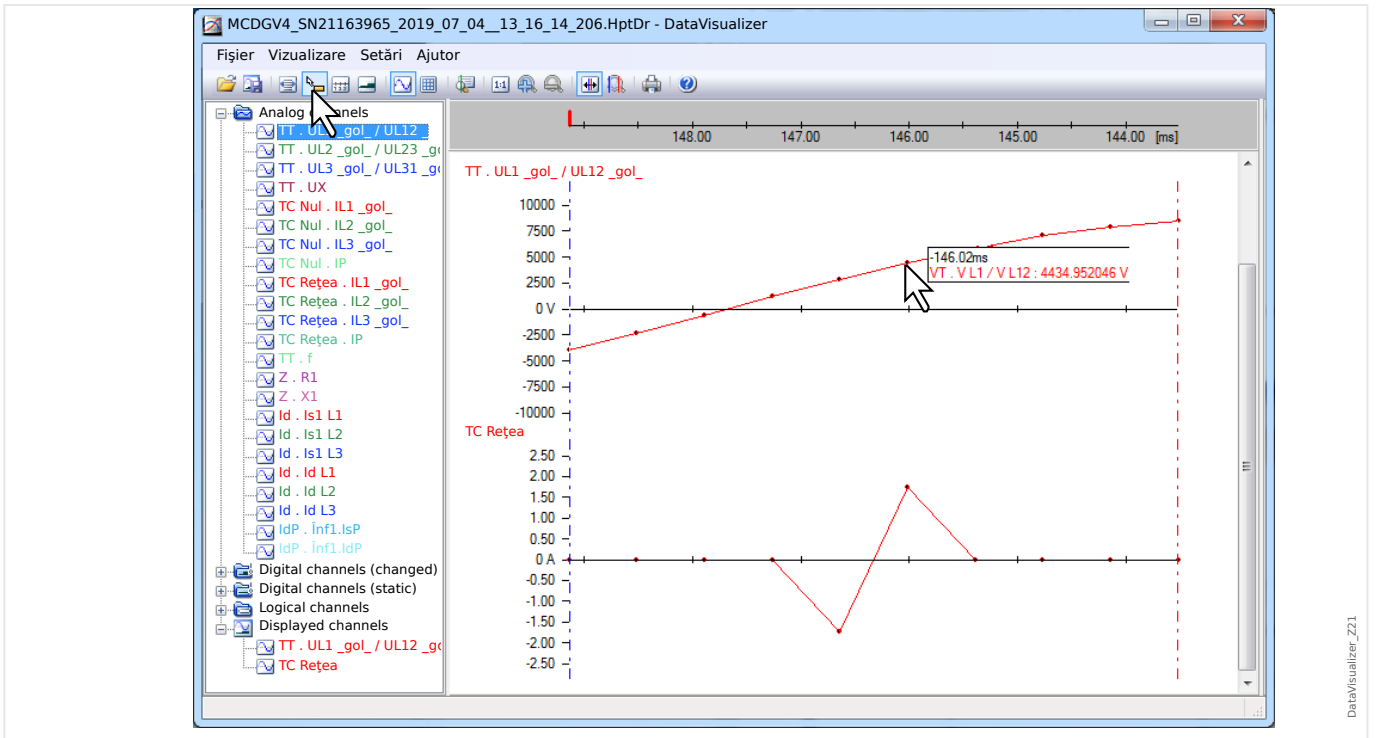 MCDGV4_SN21163965_2019_07_04__13_16_14_206.HptDr - DataVisualizer
Fișier Vizualizare Setări Ajutor
Analog nnels
TT . UL _gol_ / UL12 _
TT . UL2 _gol_ / UL23 _g
TT . UL3 _gol_ / UL31 _g
TT . UX
TC Nul . IL1 _gol_
TC Nul . IL2 _gol_
TC Nul . IL3 _gol_
TC Nul . IP
TC Rețea . IL1 _gol_
TC Rețea . IL2 _gol_
TC Rețea . IL3 _gol_
TC Rețea . IP
TT . f
Z . R1
Z . X1
Id . Is1 L1
Id . Is1 L2
Id . Is1 L3
Id . Id L1
Id . Id L2
Id . Id L3
IdP . Înf1.IsP
IdP . Înf1.IdP
Digital channels (changed)
Digital channels (static)
Logical channels
Displayed channels
TT . UL1 _gol_ / UL12 _g
TC Rețea
1:1
148.00 147.00 146.00 145.00 144.00 [ms]
TT . UL1 _gol_ / UL12 _gol_
10000
7500
5000
2500
0 V
-2500
-5000
-7500
-10000
-146.02ms
VT . V L1 / V L12 : 4434.952046 V
TC Rețea
2.50
2.00
1.50
1.00
0.50
0 A
-0.50
-1.00
-1.50
-2.00
-2.50
DataVisualizer_Z21